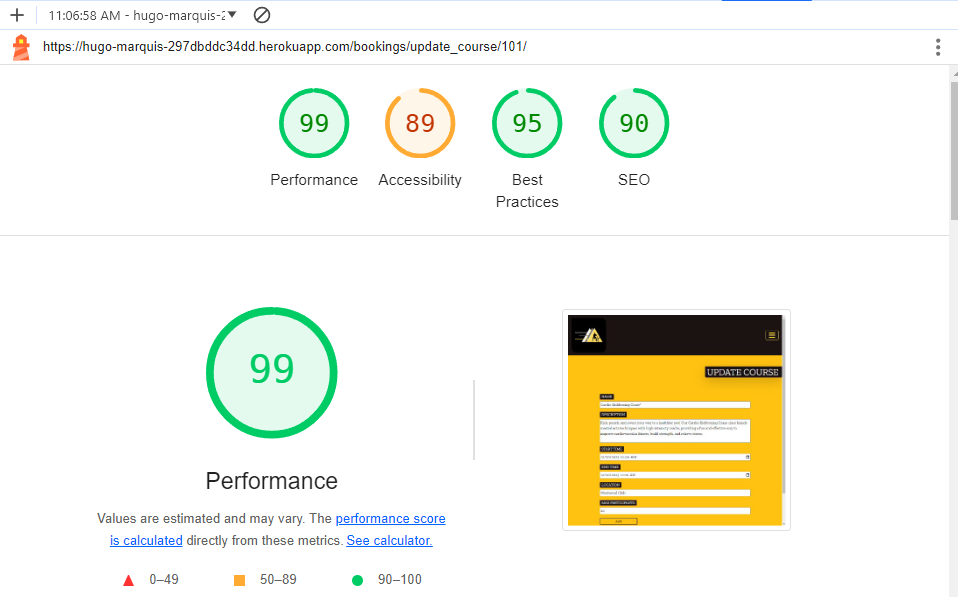 11:06:58 AM - hugo-marquis-2
https://hugo-marquis-297dbddc34dd.herokuapp.com/bookings/update_course/101/
99
89
95
90
Performance
Accessibility
Best
Practices
SEO
99
Performance
Values are estimated and may vary. The performance score
is calculated directly from these metrics. See calculator.
0–49
50–89
90–100
UPDATE COURSE
NAME
DESCRIPTION
START TIME
END TIME
LOCATION